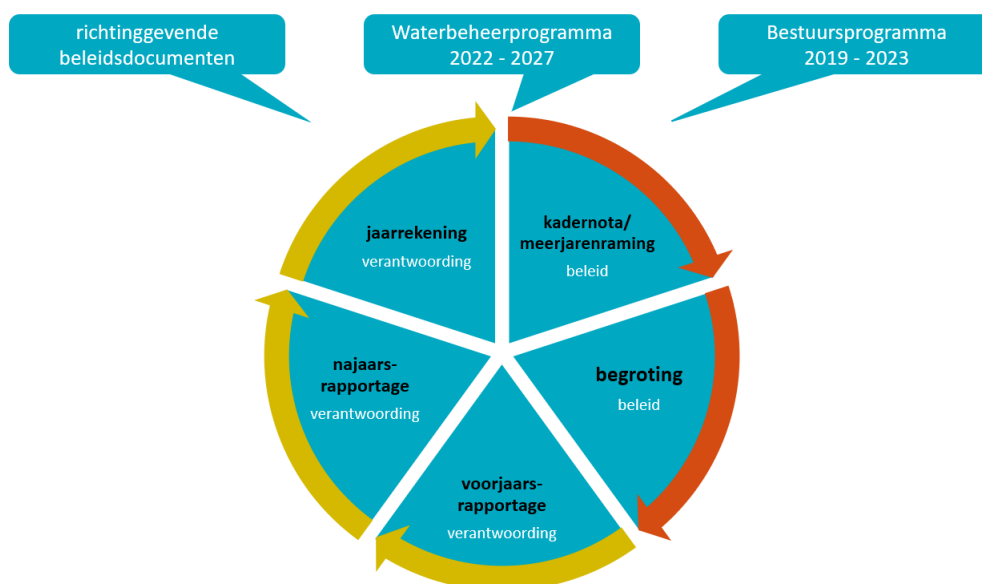 richtinggevende
beleidsdocumenten
Waterbeheerprogramma
2022 - 2027
Bestuursprogramma
2019 - 2023
jaarrekening
verantwoording
kadernota/
meerjarenraming
beleid
najaars-
rapportage
verantwoording
begroting
beleid
voorjaars-
rapportage
verantwoording